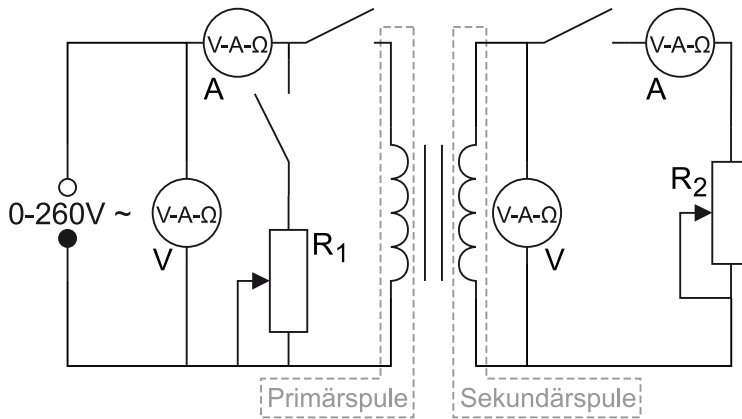 V-A-Ω
A
V-A-Ω
A
0-260V ~
V-A-Ω
V
R1
V-A-Ω
V
R2
Primärspule
Sekundärspule